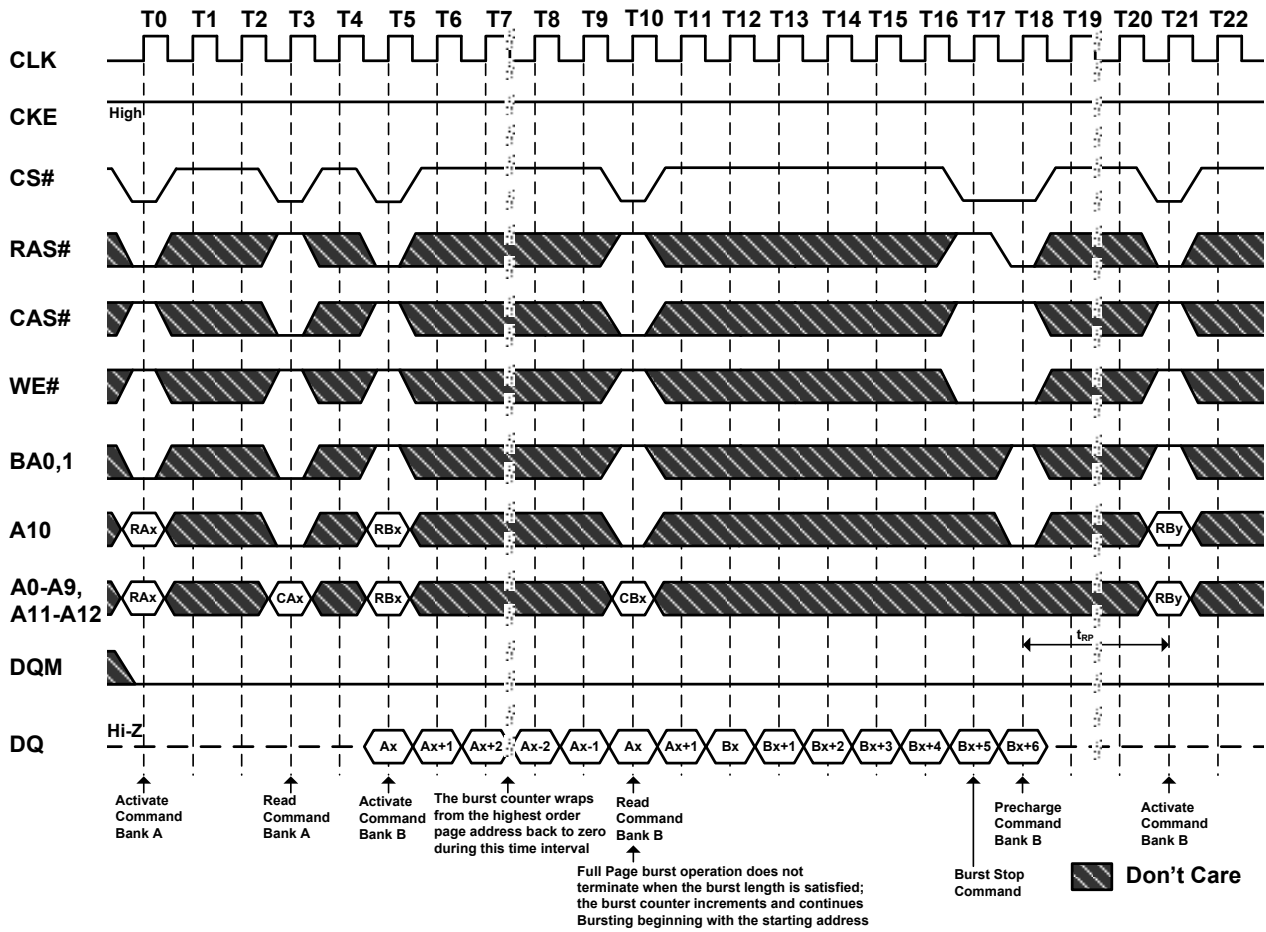 T0 T1 T2 T3 T4 T5 T6 T7 T8 T9 T10 T11 T12 T13 T14 T15 T16 T17 T18 T19 T20 T21 T22
CLK
CKE
High
CS#
RAS#
CAS#
WE#
BA0,1
A10
RAx RBx RBy
A0-A9,
A11-A12
RAx CAx RBx CBx RBy
tRP
DQM
DQ
Hi-Z
Ax Ax+1 Ax+2 Ax-2 Ax-1 Ax Ax+1 Bx Bx+1 Bx+2 Bx+3 Bx+4 Bx+5 Bx+6
Activate
Command
Bank A
Read
Command
Bank A
Activate
Command
Bank B
The burst counter wraps
from the highest order
page address back to zero
during this time interval
Read
Command
Bank B
Full Page burst operation does not
terminate when the burst length is satisfied;
the burst counter increments and continues
Bursting beginning with the starting address
Burst Stop
Command
Precharge
Command
Bank B
Activate
Command
Bank B
Don't Care